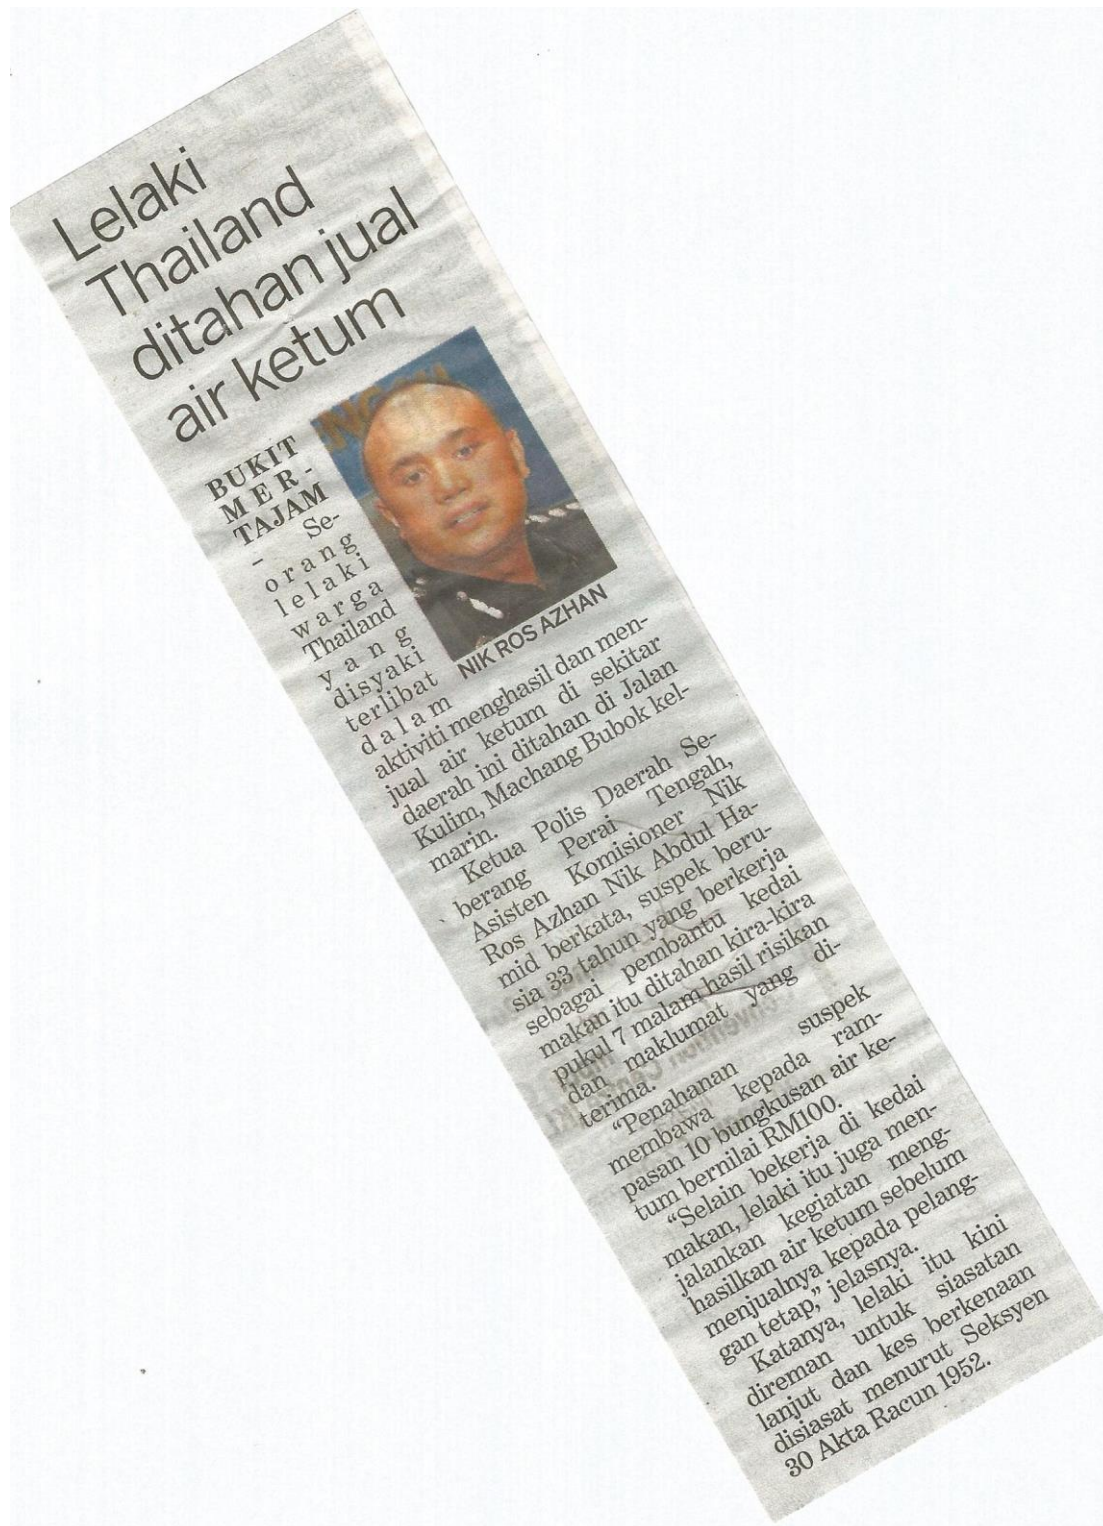 Lelaki
Thailand
ditahan jual
air ketum
BUKIT
MER-
TAJAM
- Se-
orang
lelaki
warga
Thailand
yang
disyaki
terlibat
dalam
NIK ROS AZHAN
aktiviti menghasil dan men-
jual air ketum di sekitar
daerah ini ditahan di Jalan
Kulim, Machang Bubok kel-
marin.
Ketua Polis Daerah Se-
berang Perai Tengah,
Asisten Komisioner Nik
Ros Azhan Nik Abdul Ha-
mid berkata, suspek beru-
sia 33 tahun yang berkerja
sebagai pembantu kedai
makan itu ditahan kira-kira
pukul 7 malam hasil risikan
dan maklumat yang di-
terima.
“Penahanan suspek
membawa kepada ram-
pasan 10 bungkusan air ke-
tum bernilai RM100.
“Selain bekerja di kedai
makan, lelaki itu juga men-
jalankan kegiatan meng-
hasilkan air ketum sebelum
menjualnya kepada pelang-
gan tetap,” jelasnya.
Katanya, lelaki itu kini
direman untuk siasatan
lanjut dan kes berkenaan
disiasat menurut Seksyen
30 Akta Racun 1952.